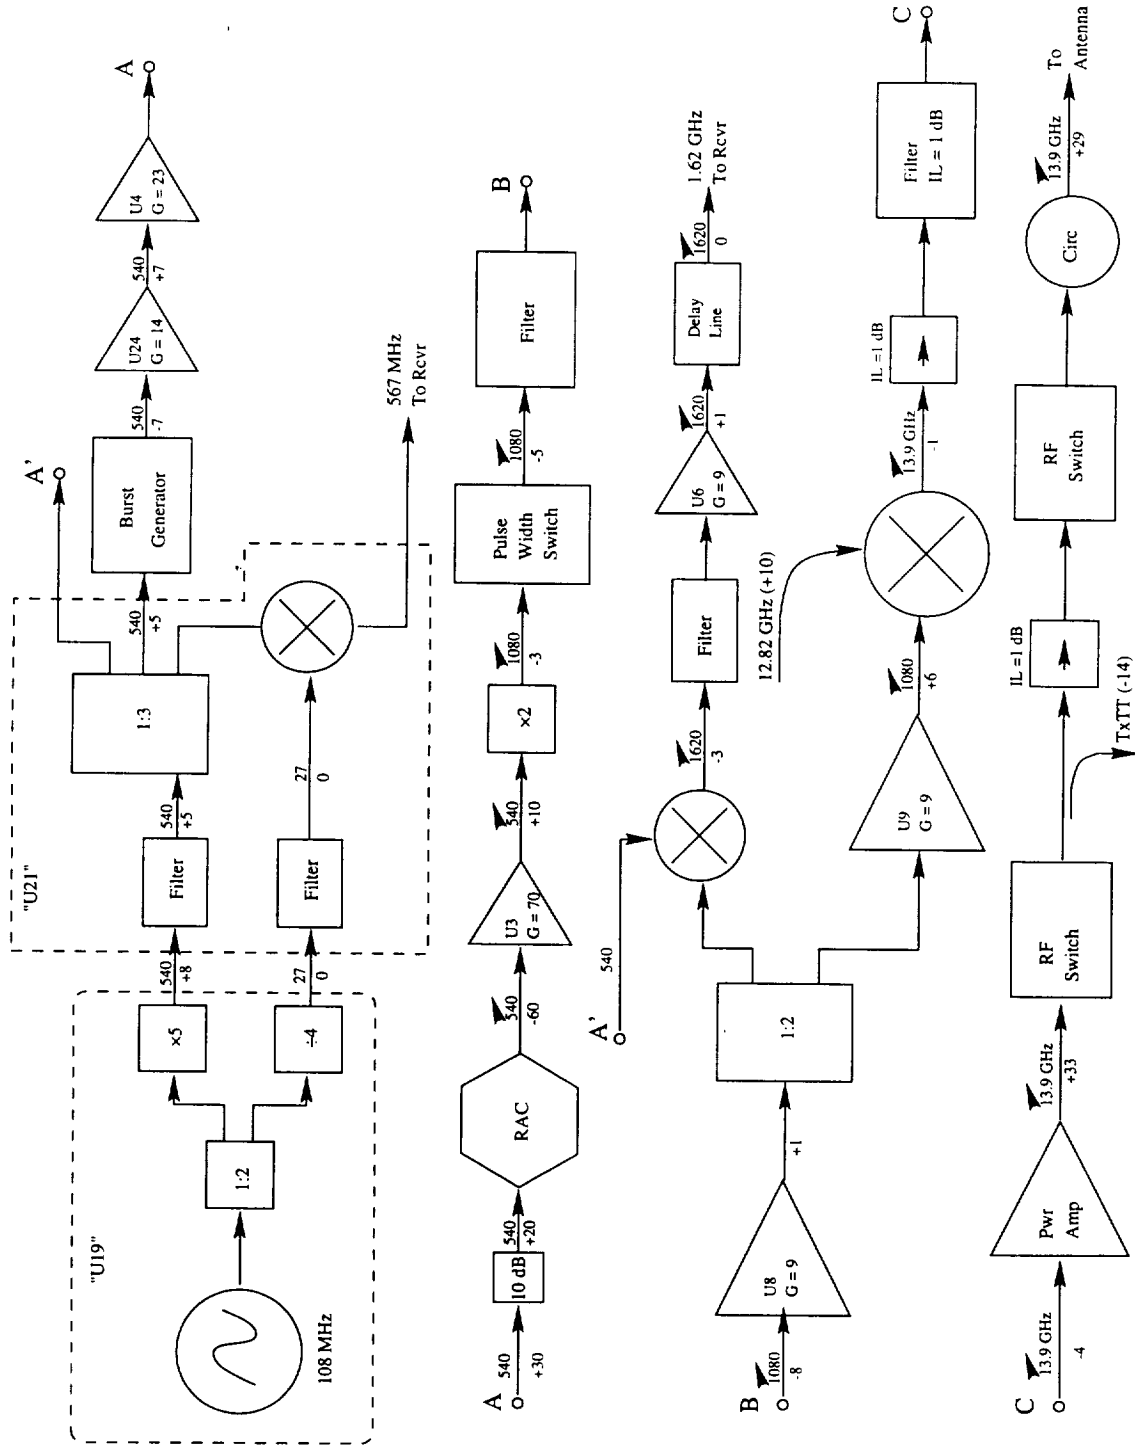 "U19"
108 MHz
1:2
×5
÷4
540
+8
27
0
"U21"
Filter
540
+5
Filter
27
0
1:3
A'
540
+5
Burst
Generator
540
-7
U24
G = 14
540
+7
U4
G = 23
A
567 MHz
To Rcvr
A
540
+30
10 dB
540
+20
RAC
540
-60
U3
G = 70
540
+10
×2
1080
-3
Pulse
Width
Switch
1080
-5
Filter
B
B
1080
-8
U8
G = 9
+1
1:2
A'
540
1620
-3
Filter
U6
G = 9
1620
+1
Delay
Line
1620
0
1.62 GHz
To Rcvr
U9
G = 9
1080
+6
12.82 GHz (+10)
13.9 GHz
-1
IL = 1 dB
Filter
IL = 1 dB
C
C
13.9 GHz
-4
Pwr
Amp
13.9 GHz
+33
RF
Switch
TxTT (-14)
IL = 1 dB
RF
Switch
Circ
13.9 GHz
+29
To
Antenna